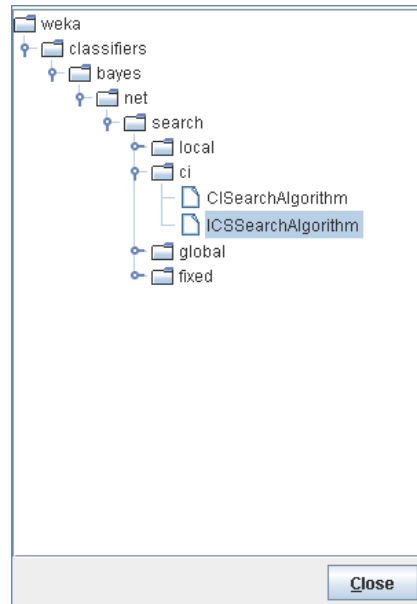 weka
classifiers
bayes
net
search
local
ci
CISearchAlgorithm
ICSSearchAlgorithm
global
fixed
Close